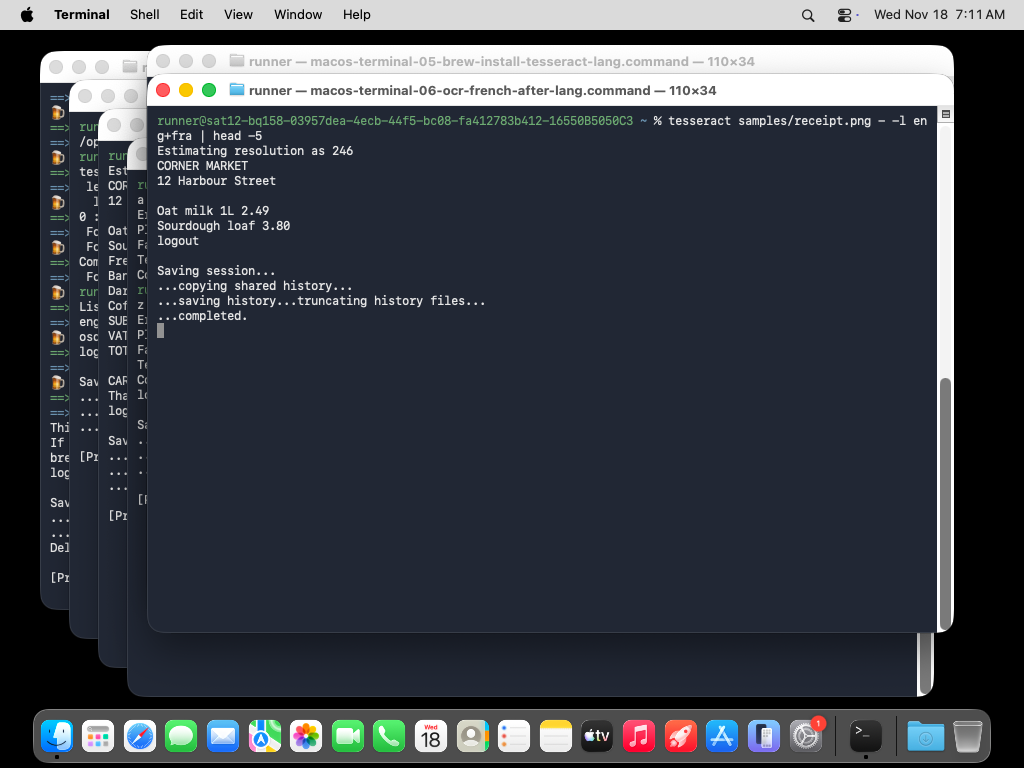 Terminal Shell Edit View Window Help Wed Nov 18 7:11 AM
runner — macos-terminal-05-brew-install-tesseract-lang.command — 110×34
runner — macos-terminal-06-ocr-french-after-lang.command — 110×34
runner@sat12-bq158-03957dea-4ecb-44f5-bc08-fa412783b412-16550B5050C3 ~ % tesseract samples/receipt.png - -l en
g+fra | head -5
Estimating resolution as 246
CORNER MARKET
12 Harbour Street
Oat milk 1L 2.49
Sourdough loaf 3.80
logout
Saving session...
...copying shared history...
...saving history...truncating history files...
...completed.
Wed
18
tv
1